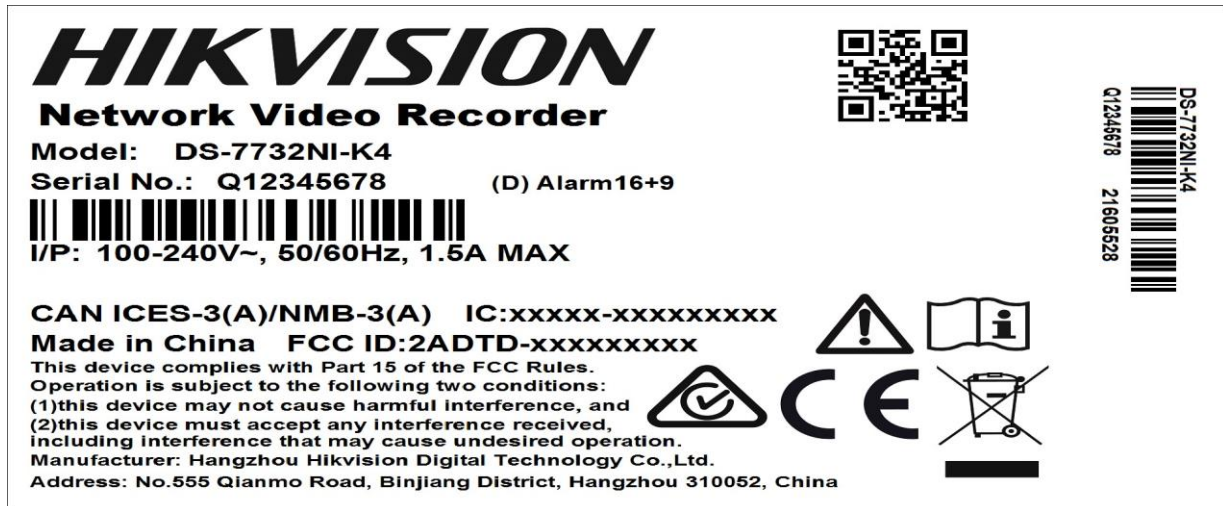 HIKVISION
Network Video Recorder
Model: DS-7732NI-K4
Serial No.: Q12345678 (D) Alarm16+9
I/P: 100-240V~, 50/60Hz, 1.5A MAX
CAN ICES-3(A)/NMB-3(A) IC:xxxxx-xxxxxxxxx
Made in China FCC ID:2ADTD-xxxxxxxxx
This device complies with Part 15 of the FCC Rules.
Operation is subject to the following two conditions:
(1)this device may not cause harmful interference, and
(2)this device must accept any interference received,
including interference that may cause undesired operation.
Manufacturer: Hangzhou Hikvision Digital Technology Co.,Ltd.
Address: No.555 Qianmo Road, Binjiang District, Hangzhou 310052, China
CE
DS-7732NI-K4
Q12345678 21605528